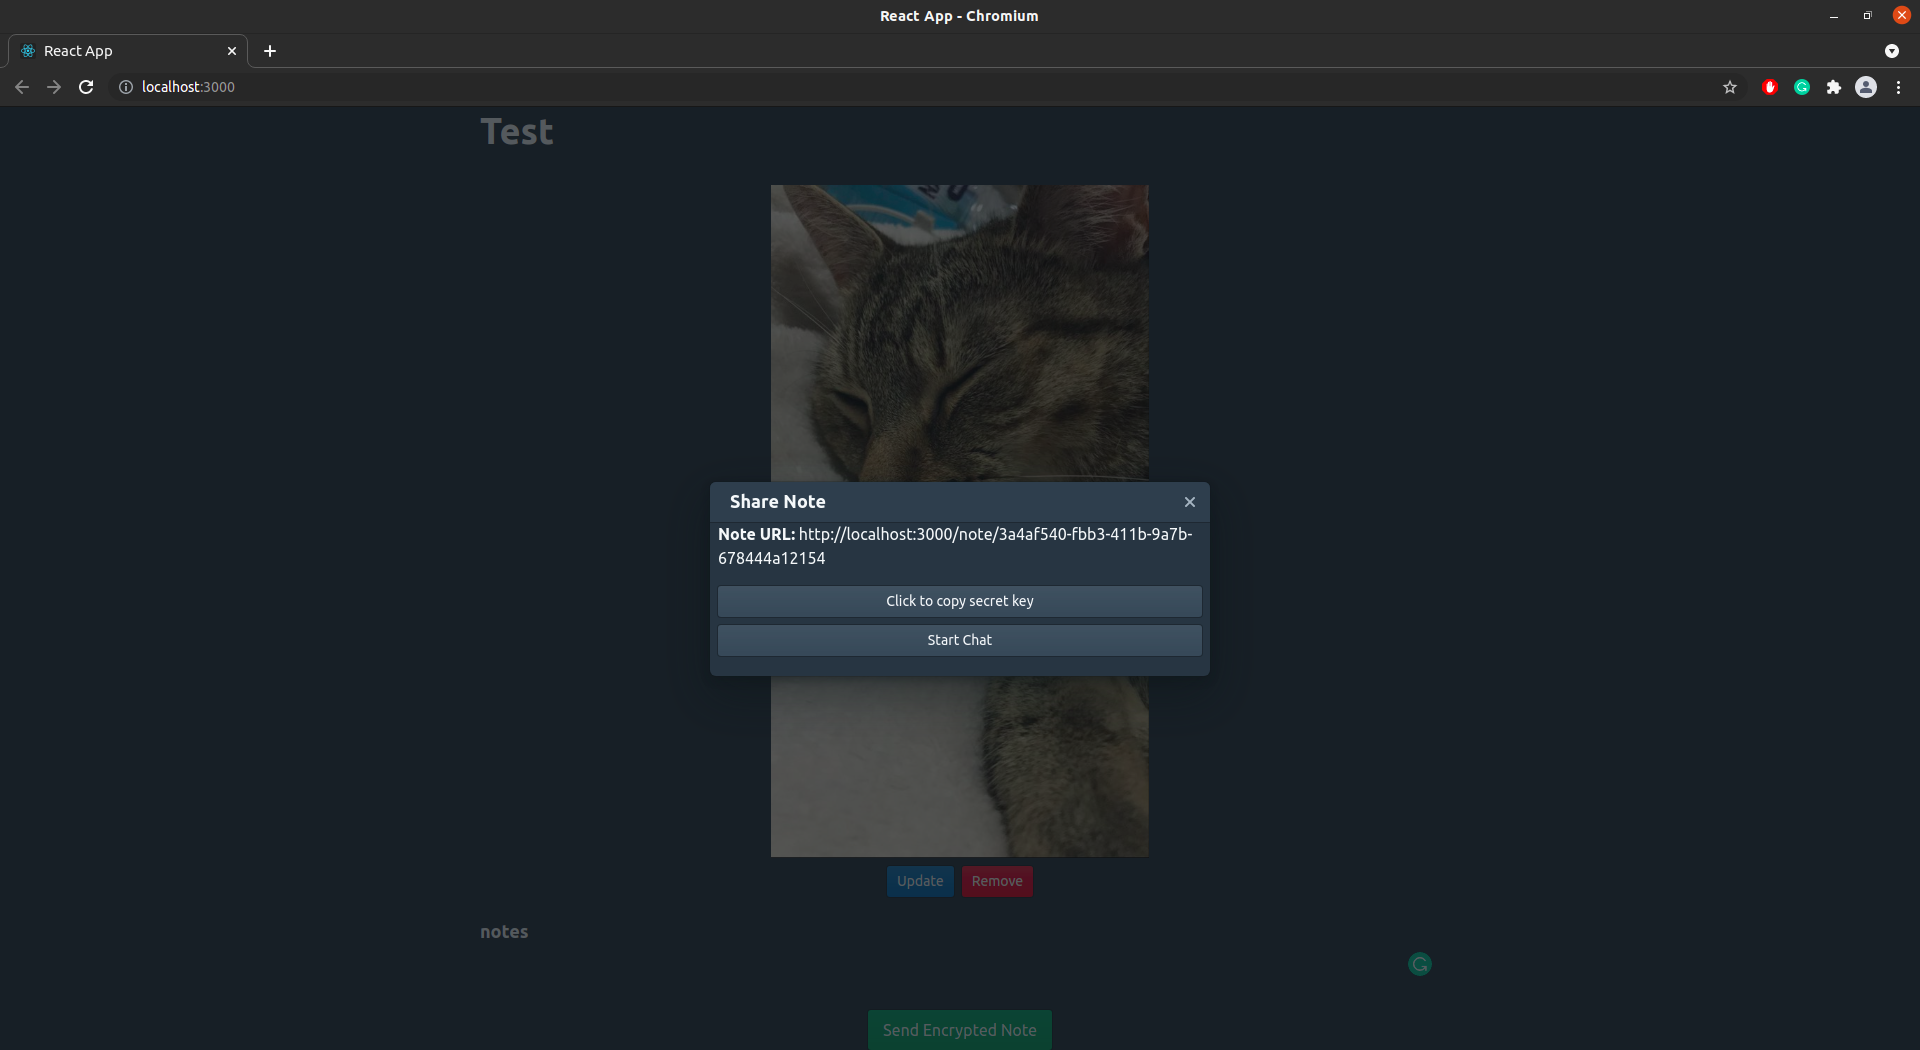 React App - Chromium
React App
localhost:3000
Test
Share Note
Note URL: http://localhost:3000/note/3a4af540-fbb3-411b-9a7b-
678444a12154
Click to copy secret key
Start Chat
Update Remove
notes
Send Encrypted Note